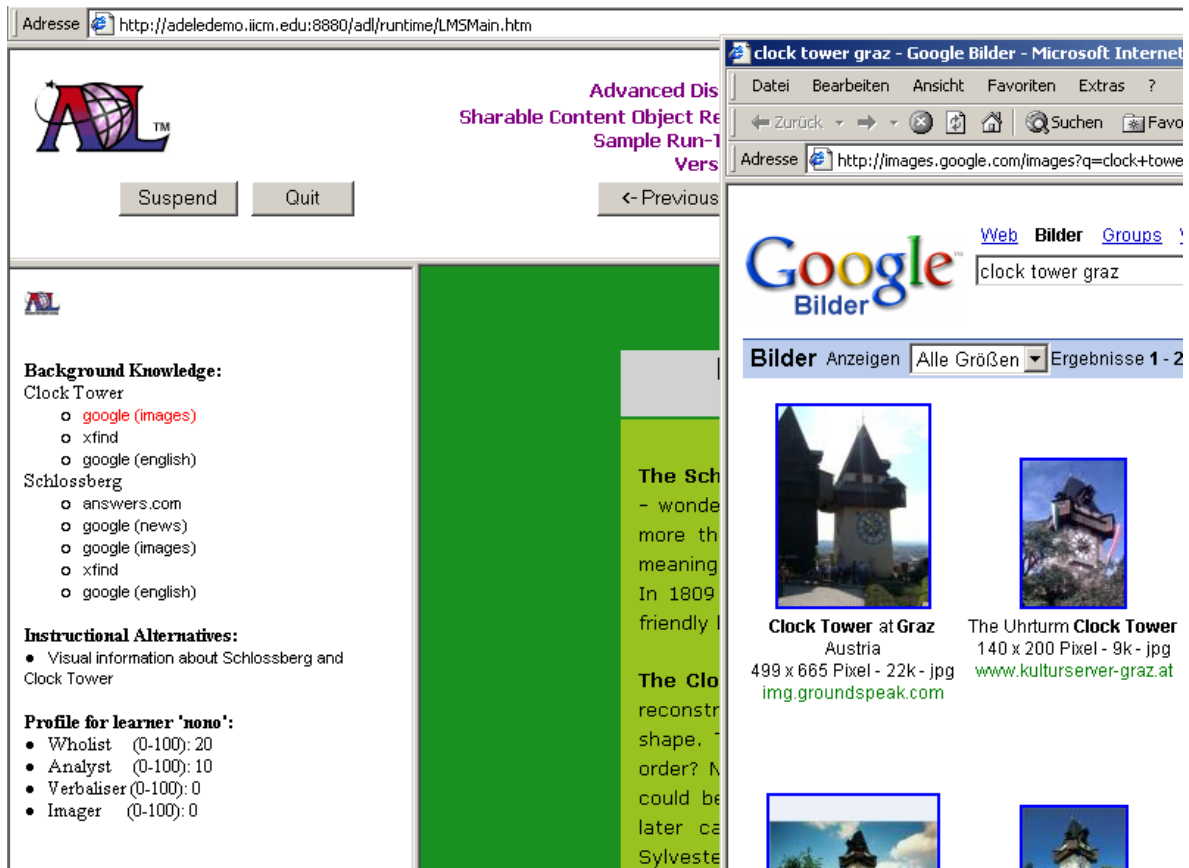 Adresse http://adeledemo.iicm.edu:8880/adl/runtime/LMSMain.htm
ADL TM
Advanced Dis
Sharable Content Object Re
Sample Run-T
Vers
Suspend Quit <- Previous
ADL
Background Knowledge:
Clock Tower
o google (images)
o xfind
o google (english)
Schlossberg
o answers.com
o google (news)
o google (images)
o xfind
o google (english)
Instructional Alternatives:
• Visual information about Schlossberg and
Clock Tower
Profile for learner 'nono':
• Wholist (0-100): 20
• Analyst (0-100): 10
• Verbaliser (0-100): 0
• Imager (0-100): 0
The Sch
- wonde
more th
meaning
In 1809
friendly
The Clo
reconstr
shape.
order? N
could be
later ca
Sylveste
clock tower graz - Google Bilder - Microsoft Internet
Datei Bearbeiten Ansicht Favoriten Extras ?
Zurück Suchen Favo
Adresse http://images.google.com/images?q=clock+towe
Web Bilder Groups
Google™
Bilder
clock tower graz
Bilder Anzeigen Alle Größen Ergebnisse 1 - 2
Clock Tower at Graz
Austria
499 x 665 Pixel - 22k - jpg
img.groundspeak.com
The Uhrturm Clock Tower
140 x 200 Pixel - 9k - jpg
www.kulturserver-graz.at